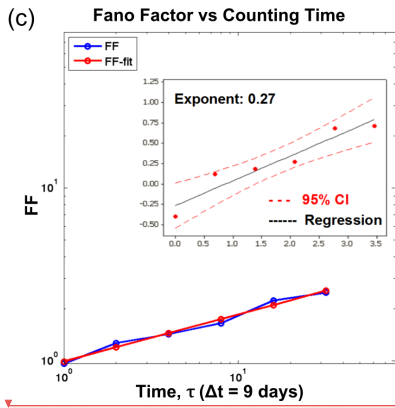 (c) Fano Factor vs Counting Time
FF
FF-fit
Exponent: 0.27
1.25
1.00
0.75
0.50
0.25
0.00
-0.25
-0.50
95% CI
Regression
0.0 0.5 1.0 1.5 2.0 2.5 3.0 3.5
FF
10¹
10⁰
10⁰ 10¹
Time, τ (Δt = 9 days)